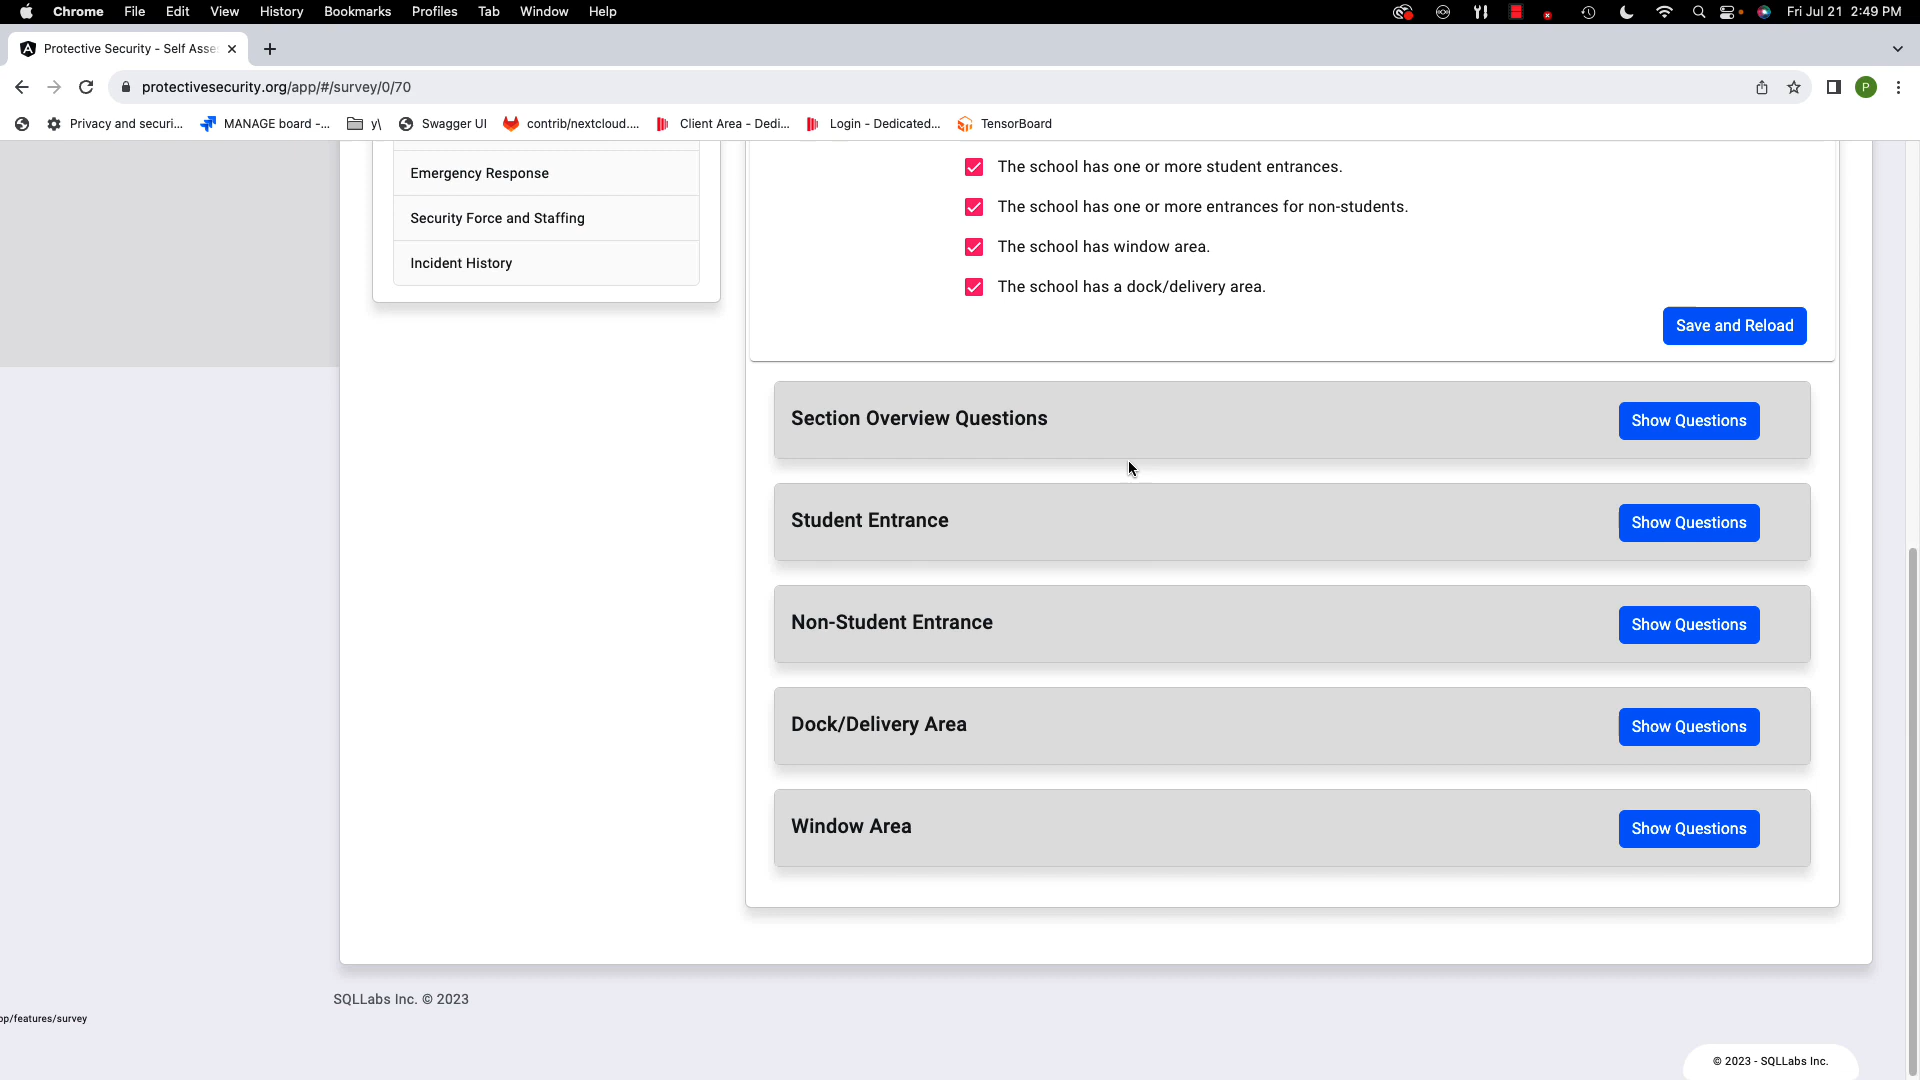 Chrome File Edit View History Bookmarks Profiles Tab Window Help Fri Jul 21 2:49 PM
Protective Security - Self Asse
protectivesecurity.org/app/#/survey/0/70
P
Privacy and securi... MANAGE board -... y\ Swagger UI contrib/nextcloud.... Client Area - Dedi... Login - Dedicated... TensorBoard
Emergency Response
Security Force and Staffing
Incident History
The school has one or more student entrances.
The school has one or more entrances for non-students.
The school has window area.
The school has a dock/delivery area.
Save and Reload
Section Overview Questions
Show Questions
Student Entrance
Show Questions
Non-Student Entrance
Show Questions
Dock/Delivery Area
Show Questions
Window Area
Show Questions
SQLLabs Inc. © 2023
pp/features/survey
© 2023 - SQLLabs Inc.